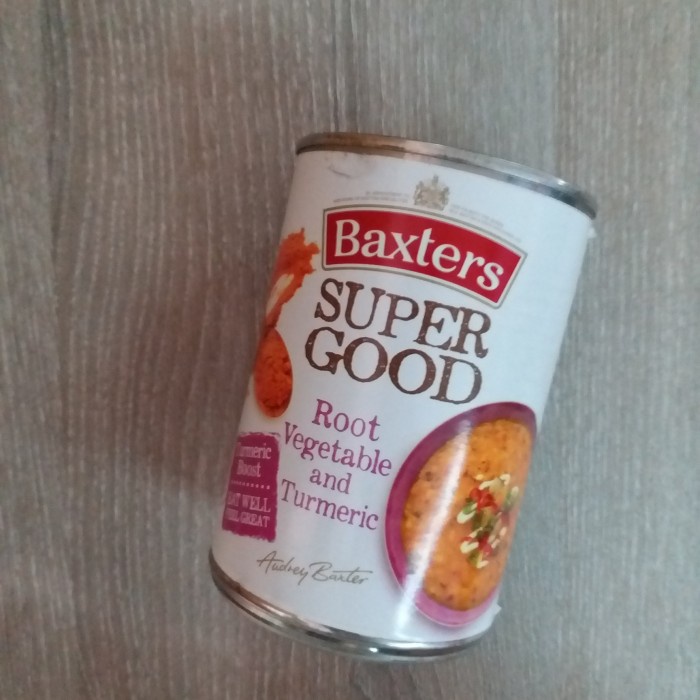 Baxters
SUPER
GOOD
Root
Vegetable
and
Turmeric
Turmeric
Boost
EAT WELL
FEEL GREAT
Audrey Baxter